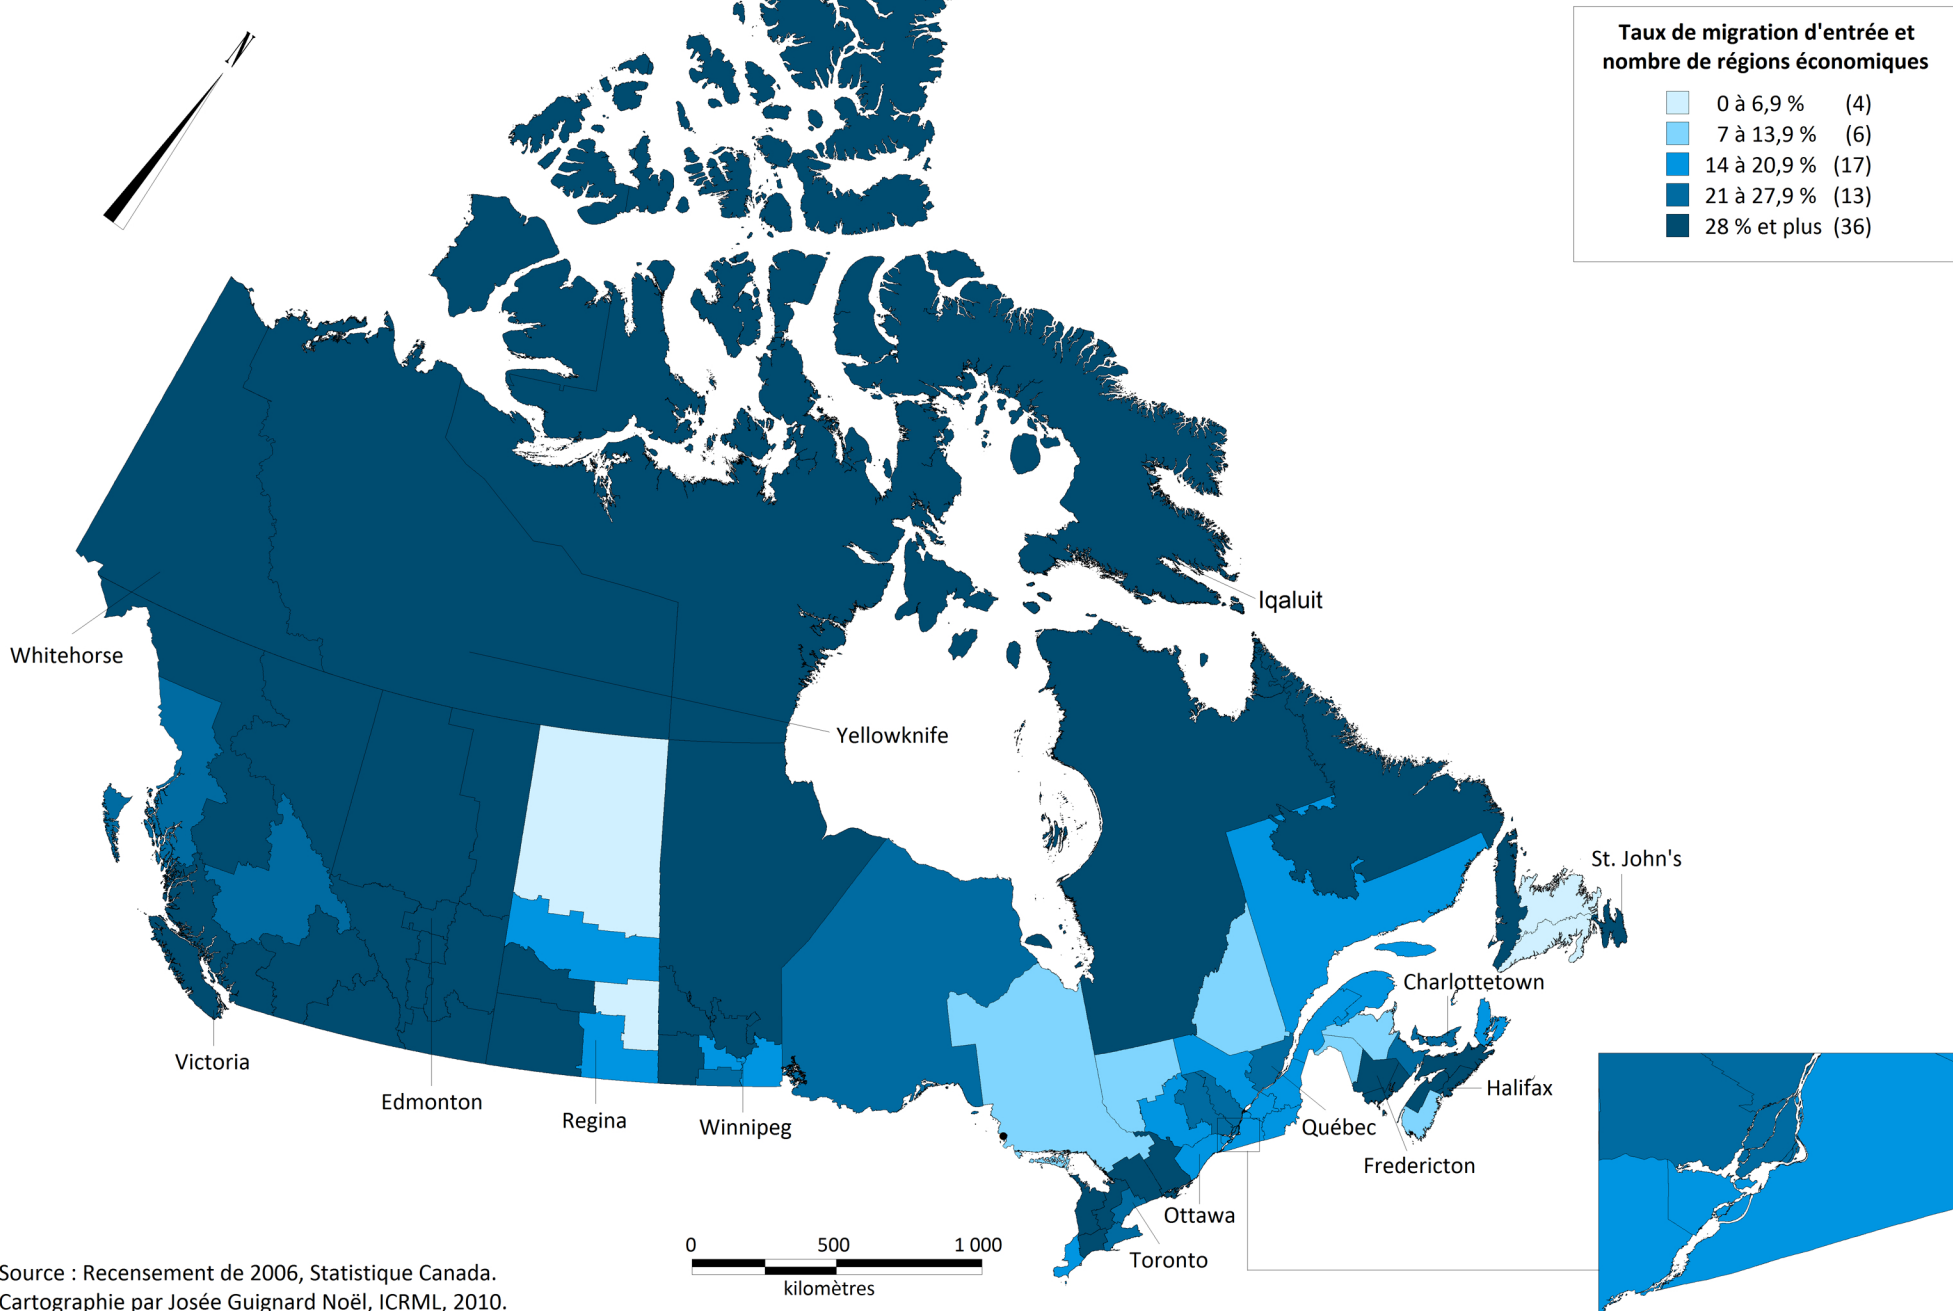 Taux de migration d'entrée et
nombre de régions économiques
0 à 6,9 % (4)
7 à 13,9 % (6)
14 à 20,9 % (17)
21 à 27,9 % (13)
28 % et plus (36)
Iqaluit
Whitehorse
Yellowknife
St. John's
Charlottetown
Victoria
Edmonton
Regina
Winnipeg
Halifax
Québec
Fredericton
Ottawa
Toronto
0 500 1 000
kilomètres
Source : Recensement de 2006, Statistique Canada.
Cartographie par Josée Guignard Noël, ICRML, 2010.